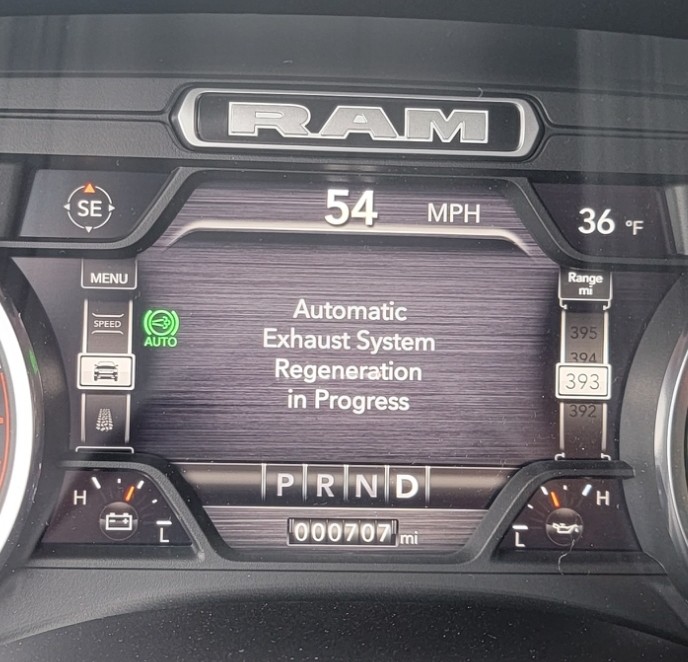 RAM
SE
54 MPH
36 °F
MENU
Range
mi
SPEED
AUTO
Automatic
Exhaust System
Regeneration
in Progress
395
394
393
392
P R N D
H
L
000707 mi
L
H